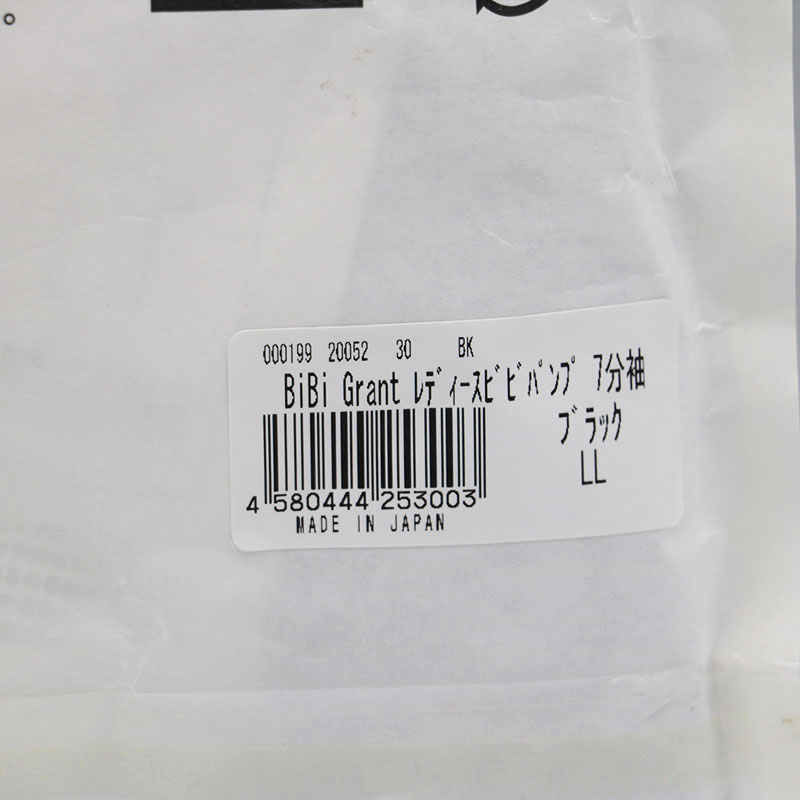 。
000199 20052 30 BK
BiBi Grant ﾚﾃﾞｨｰｽﾋﾞﾋﾞﾊﾟﾝﾌﾟ 7分袖
ﾌﾞﾗｯｸ
LL
4 580444 253003
MADE IN JAPAN